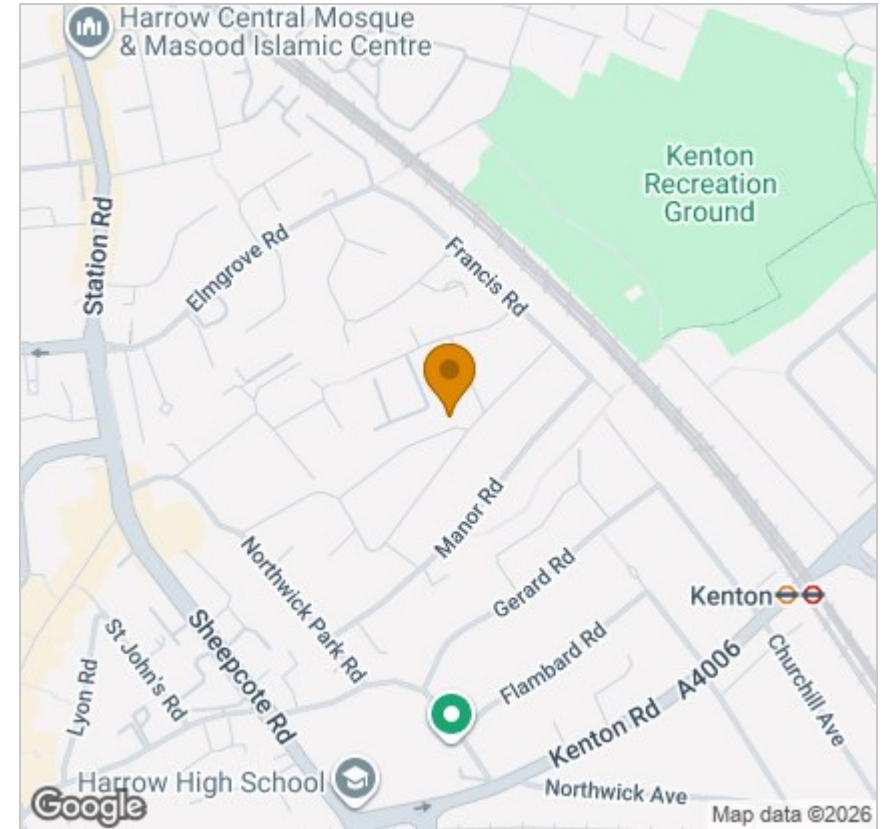 Harrow Central Mosque
& Masood Islamic Centre
Kenton
Recreation
Ground
Station Rd
Elmgrove Rd
Francis Rd
Manor Rd
Northwick Park Rd
Gerard Rd
Kenton
St John's Rd
Sheepcote Rd
Flambard Rd
Lyon Rd
Kenton Rd A4006
Churchill Ave
Harrow High School
Northwick Ave
Google
Map data ©2026